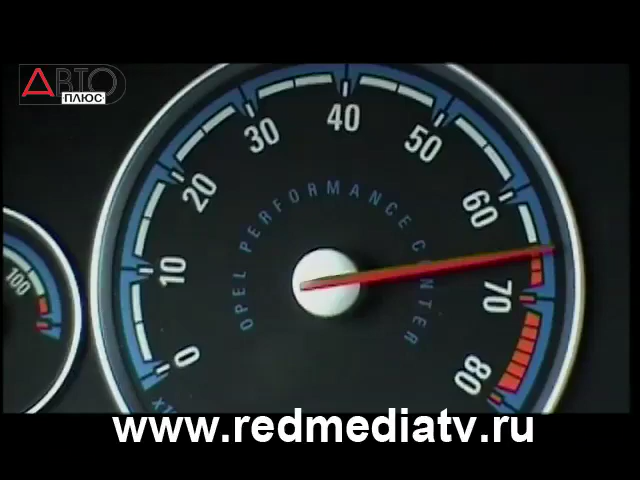 АВТО
ПЛЮС
0
10
20
30
40
50
60
70
80
OPEL PERFORMANCE CENTER
100
www.redmediatv.ru